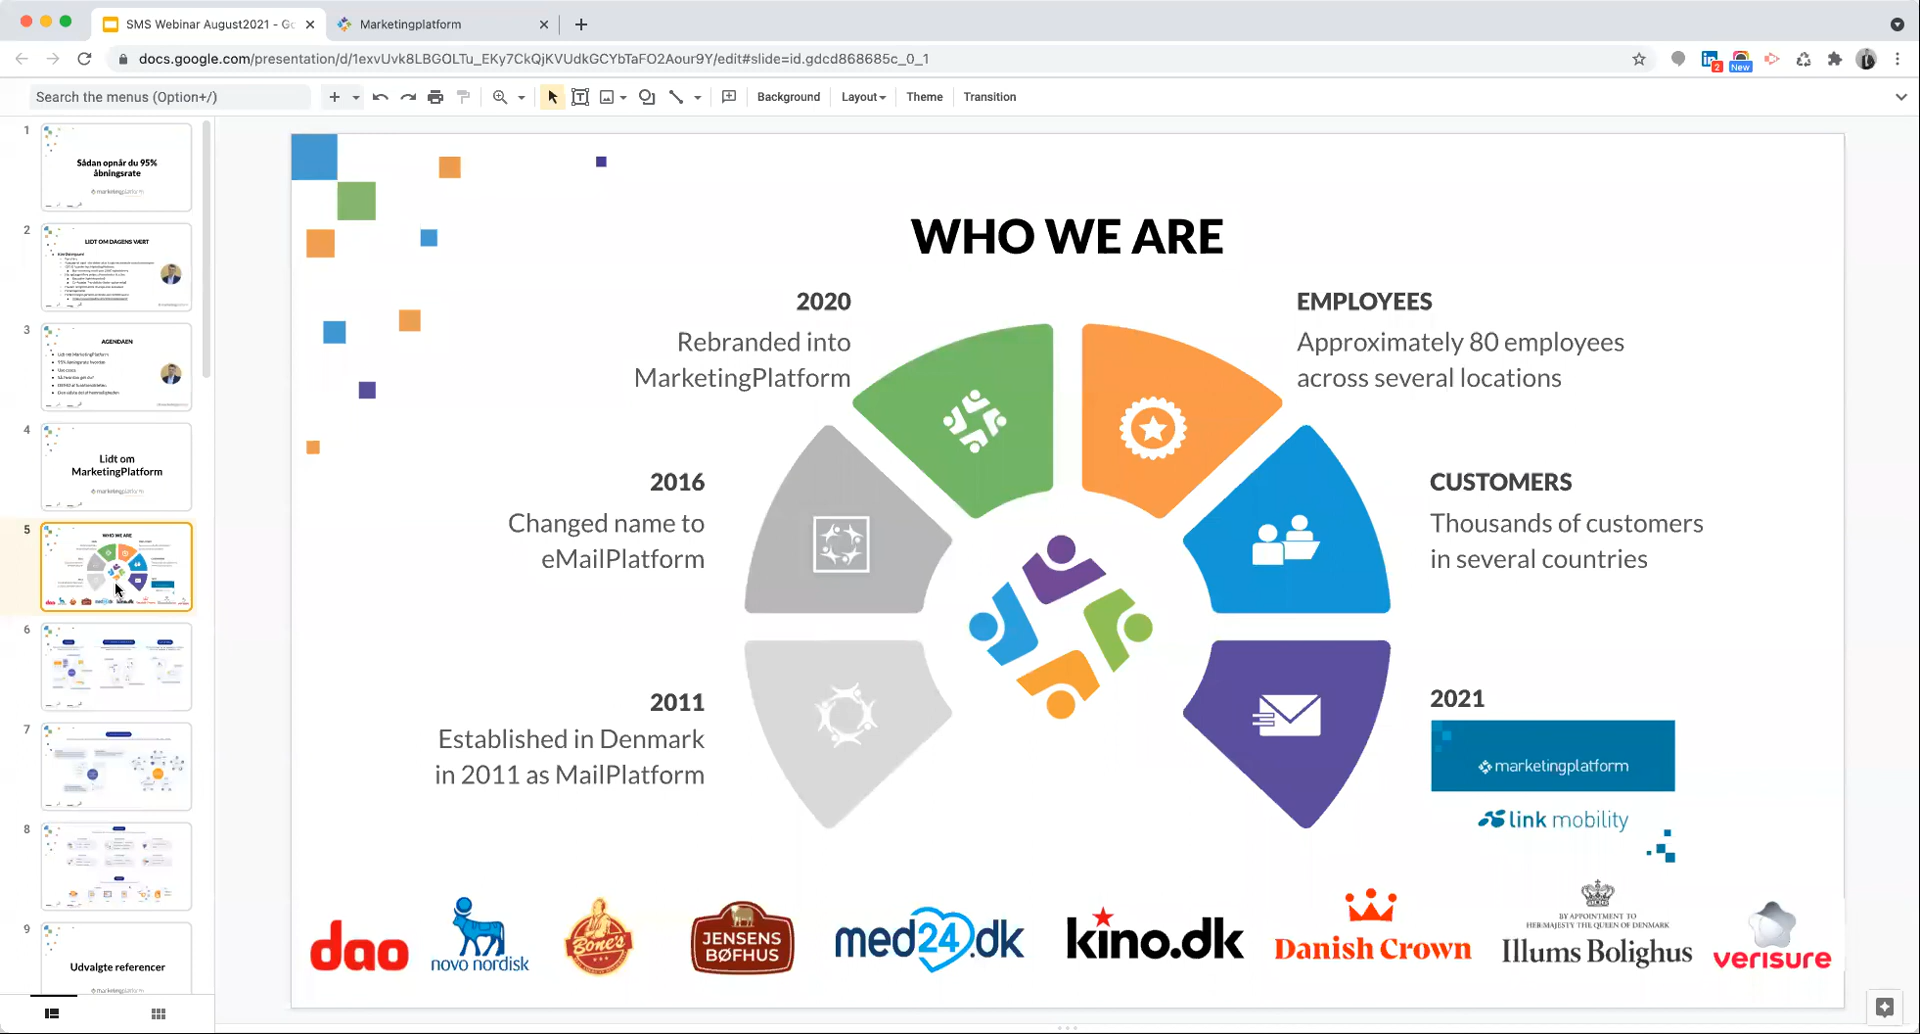 SMS Webinar August2021 - Go
Marketingplatform
docs.google.com/presentation/d/1exvUvk8LBGOLTu_EKy7CkQjKVUdkGCYbTaFO2Aour9Y/edit#slide=id.gdcd868685c_0_1
2
New
Search the menus (Option+/)
Background
Layout
Theme
Transition
1
Sådan opnår du 95%
åbningsrate
marketingplatform
2
LIDT OM DAGENS VÆRT
3
AGENDAEN
4
Lidt om
MarketingPlatform
marketingplatform
5
WHO WE ARE
6
7
8
9
Udvalgte referencer
marketingplatform
WHO WE ARE
2020
Rebranded into
MarketingPlatform
EMPLOYEES
Approximately 80 employees
across several locations
2016
Changed name to
eMailPlatform
CUSTOMERS
Thousands of customers
in several countries
2011
Established in Denmark
in 2011 as MailPlatform
2021
marketingplatform
link mobility
dao
novo nordisk
Bone's
JENSENS
BØFHUS
med24.dk
kino.dk
Danish Crown
BY APPOINTMENT TO
HER MAJESTY THE QUEEN OF DENMARK
Illums Bolighus
verisure